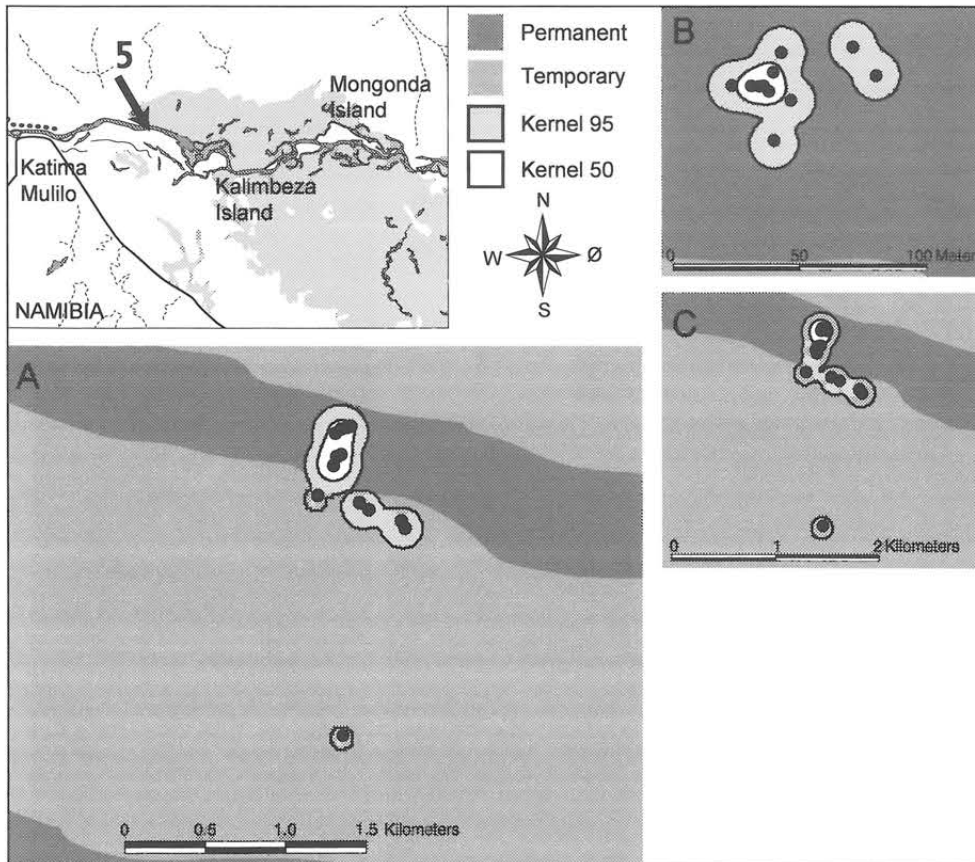 5
Mongonda
Island
Katima
Mulilo
Kalimbeza
Island
NAMIBIA
Permanent
Temporary
Kernel 95
Kernel 50
N
W Ø
S
B
0 50 100 Meter
C
0 1 2 Kilometers
A
0 0.5 1.0 1.5 Kilometers